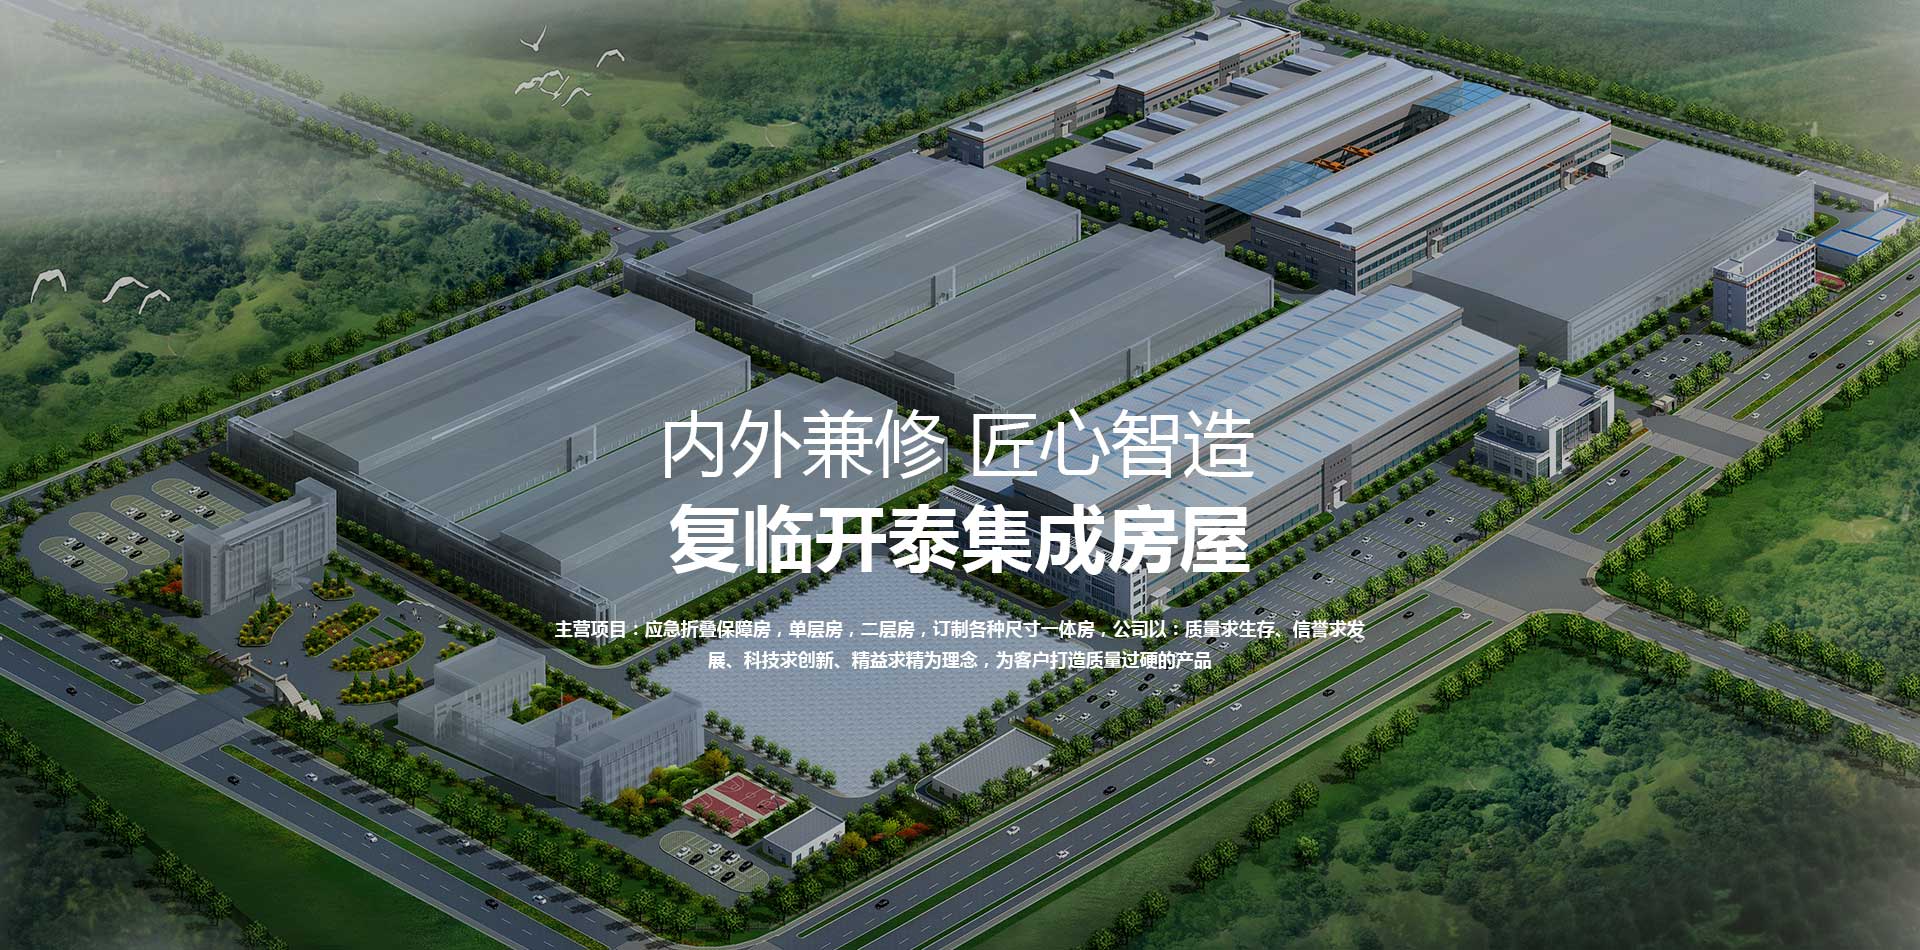 内外兼修 匠心智造
复临开泰集成房屋
主营项目：应急折叠保障房，单层房，二层房，订制各种尺寸一体房，公司以：质量求生存、信誉求发
展、科技求创新、精益求精为理念，为客户打造质量过硬的产品